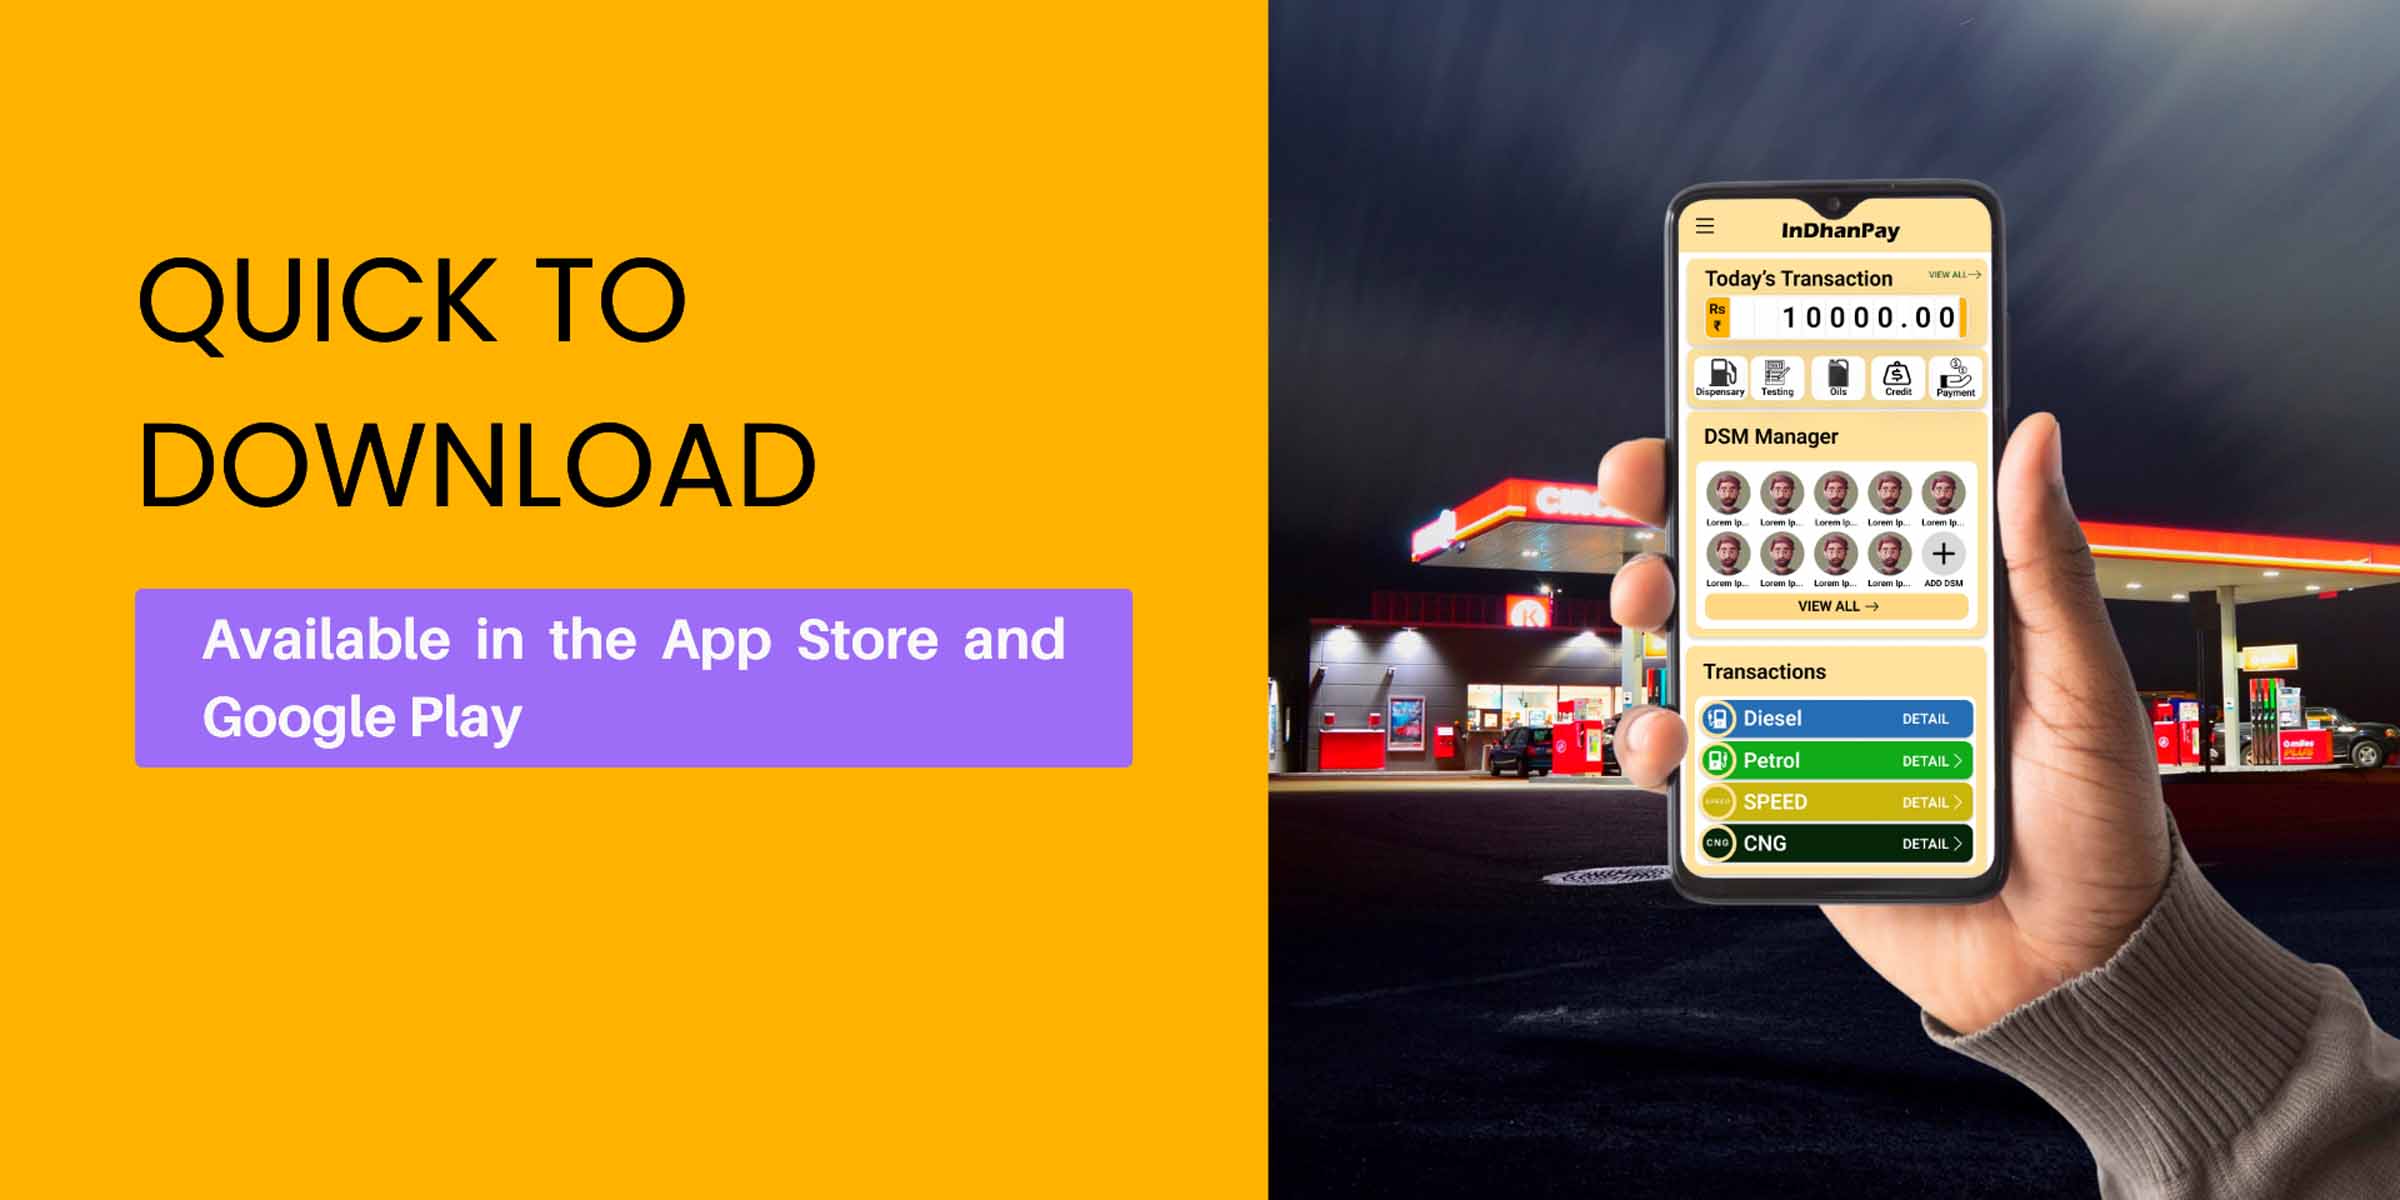 QUICK TO
DOWNLOAD
Available in the App Store and
Google Play
InDhanPay
Today's Transaction
VIEW ALL→
Rs
₹
10000.00
Dispensary
Testing
Oils
Credit
Payment
DSM Manager
Lorem Ip... Lorem Ip... Lorem Ip... Lorem Ip... Lorem Ip...
Lorem Ip... Lorem Ip... Lorem Ip... Lorem Ip... ADD DSM
VIEW ALL →
Transactions
Diesel DETAIL
Petrol DETAIL >
SPEED SPEED DETAIL >
CNG CNG DETAIL >
K
miles
PLUS